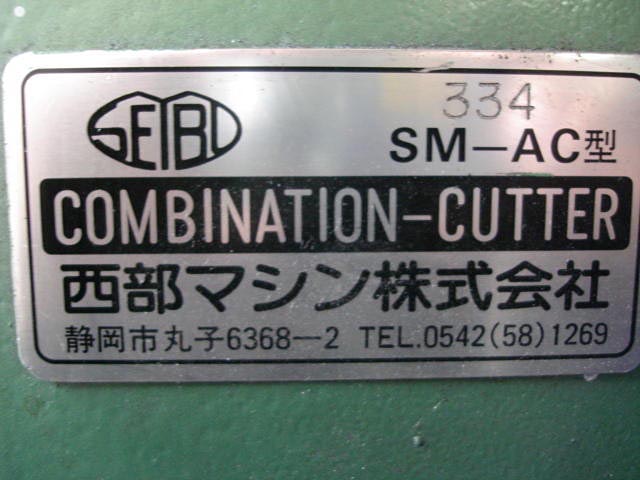 SEIBU
334
SM-AC型
COMBINATION-CUTTER
西部マシン株式会社
静岡市丸子6368-2 TEL.0542(58)1269